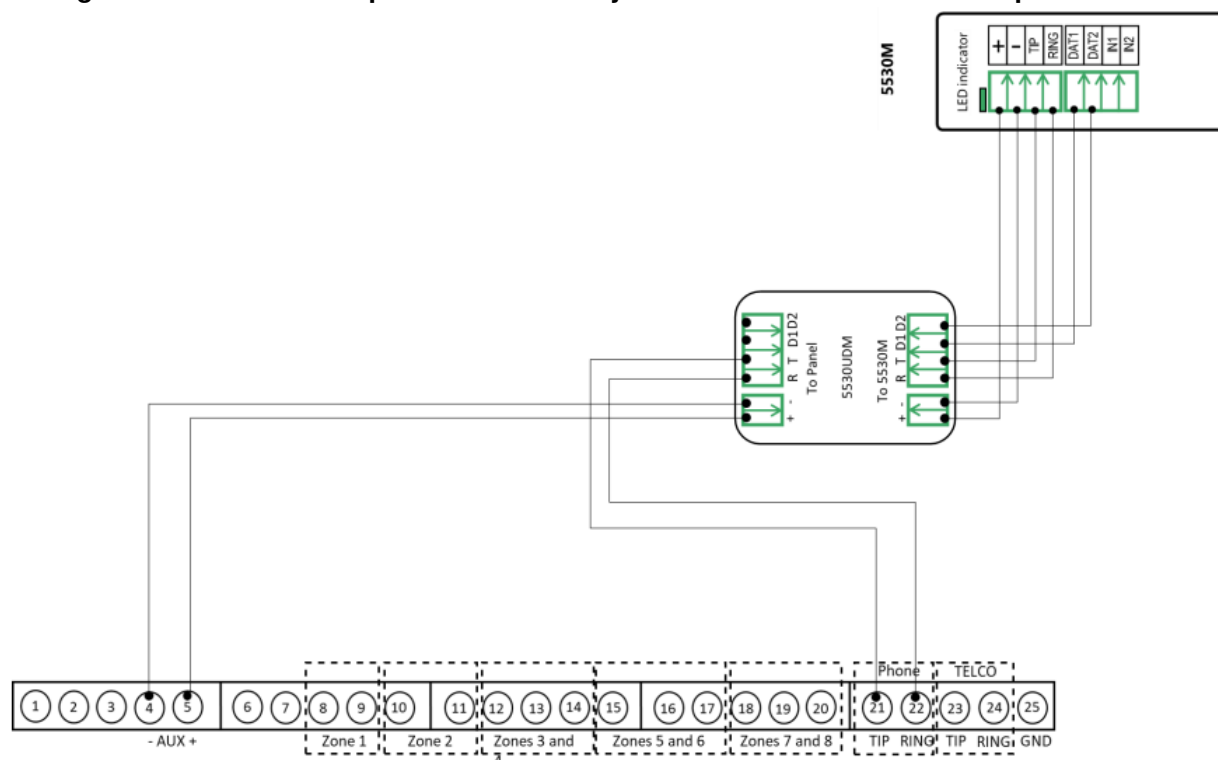 5530M
LED indicator
+
-
TIP
RING
DAT1
DAT2
IN1
IN2
R T D1 D2
- +
To Panel
5530UDM
To 5530M
R T D1 D2
- +
Phone TELCO
1 2 3 4 5 6 7 8 9 10 11 12 13 14 15 16 17 18 19 20 21 22 23 24 25
- AUX + Zone 1 Zone 2 Zones 3 and Zones 5 and 6 Zones 7 and 8 TIP RING TIP RING GND